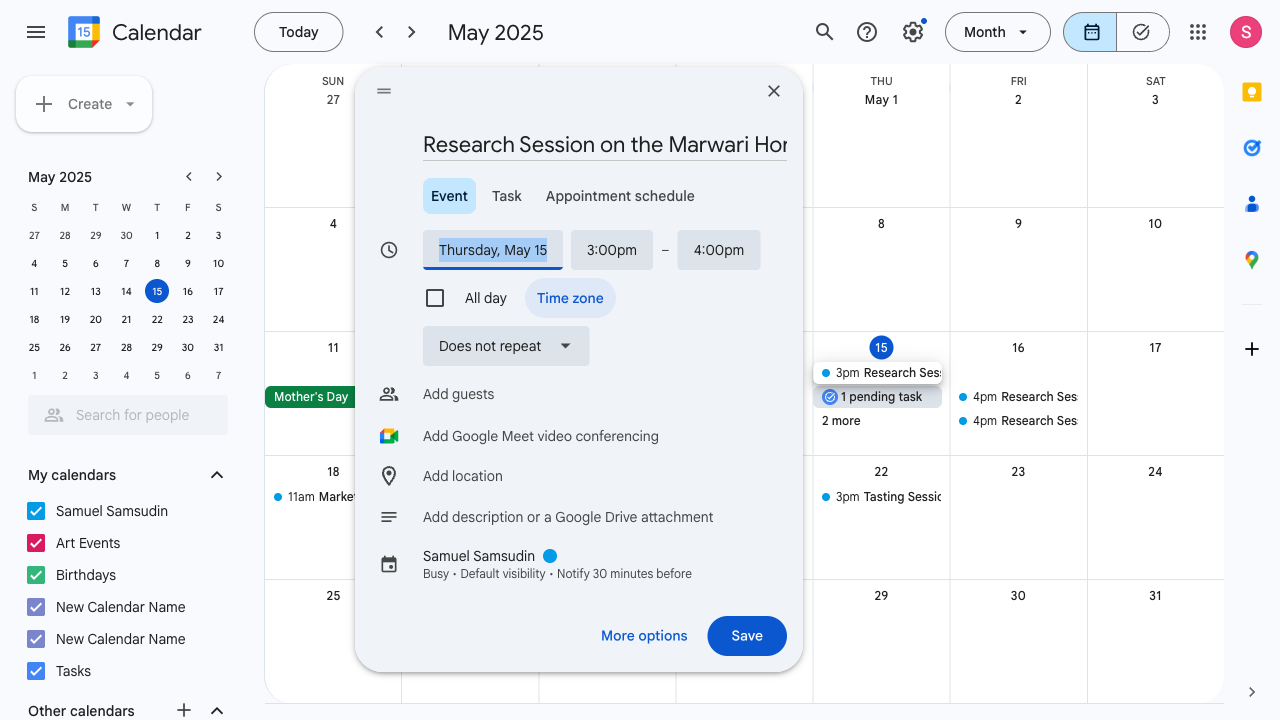 15
Calendar
Today
May 2025
Month
S
Create
May 2025
S M T W T F S
27 28 29 30 1 2 3
4 5 6 7 8 9 10
11 12 13 14 15 16 17
18 19 20 21 22 23 24
25 26 27 28 29 30 31
1 2 3 4 5 6 7
Search for people
My calendars
Samuel Samsudin
Art Events
Birthdays
New Calendar Name
New Calendar Name
Tasks
Other calendars
SUN THU FRI SAT
27 May 1 2 3
4 8 9 10
11 15 16 17
Mother's Day
3pm Research Ses
1 pending task
2 more
4pm Research Ses
4pm Research Ses
18 22 23 24
11am Marke
3pm Tasting Sessio
25 29 30 31
Research Session on the Marwari Hor
Event Task Appointment schedule
Thursday, May 15 3:00pm – 4:00pm
All day Time zone
Does not repeat
Add guests
Add Google Meet video conferencing
Add location
Add description or a Google Drive attachment
Samuel Samsudin
Busy • Default visibility • Notify 30 minutes before
More options Save